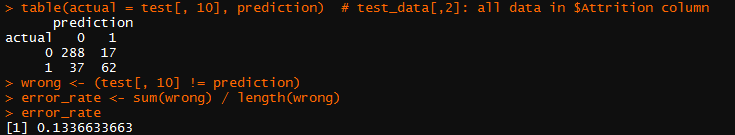 > table(actual = test[, 10], prediction)  # test_data[,2]: all data in $Attrition column
      prediction
actual   0   1
     0 288  17
     1  37  62
> wrong <- (test[, 10] != prediction)
> error_rate <- sum(wrong) / length(wrong)
> error_rate
[1] 0.1336633663